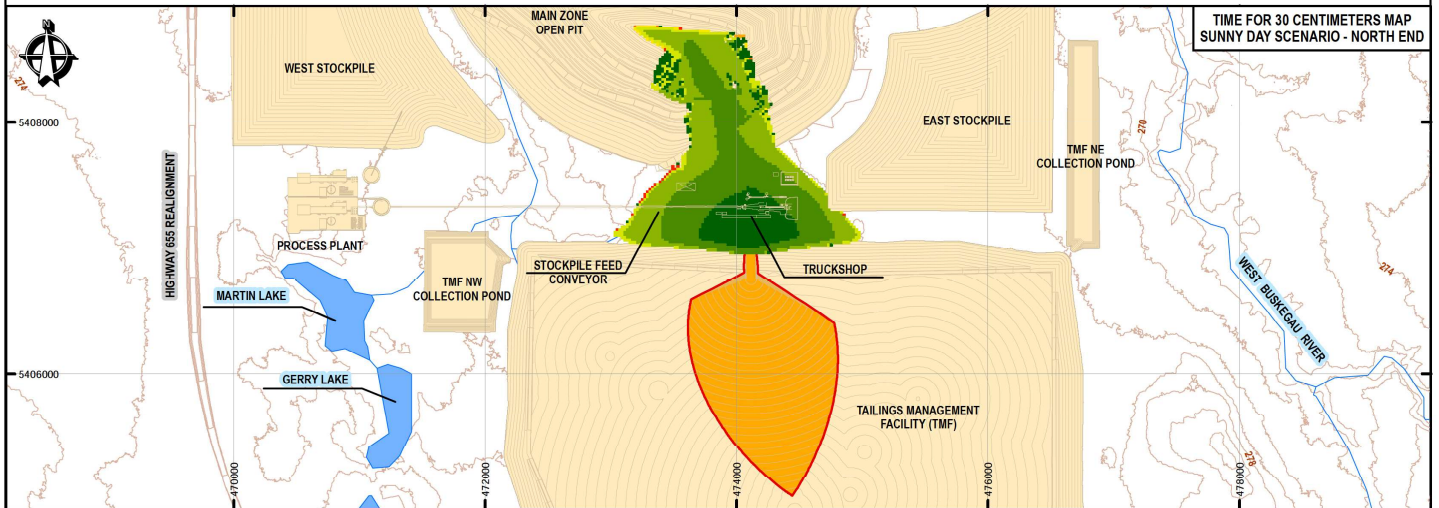 TIME FOR 30 CENTIMETERS MAP
SUNNY DAY SCENARIO - NORTH END
MAIN ZONE
OPEN PIT
WEST STOCKPILE
274
5408000
EAST STOCKPILE
270
TMF NE
COLLECTION POND
HIGHWAY 655 REALIGNMENT
PROCESS PLANT
STOCKPILE FEED
CONVEYOR
TRUCKSHOP
TMF NW
COLLECTION POND
MARTIN LAKE
WEST BUSKEGAU RIVER
274
5406000
GERRY LAKE
TAILINGS MANAGEMENT
FACILITY (TMF)
278
470000
472000
474000
476000
478000